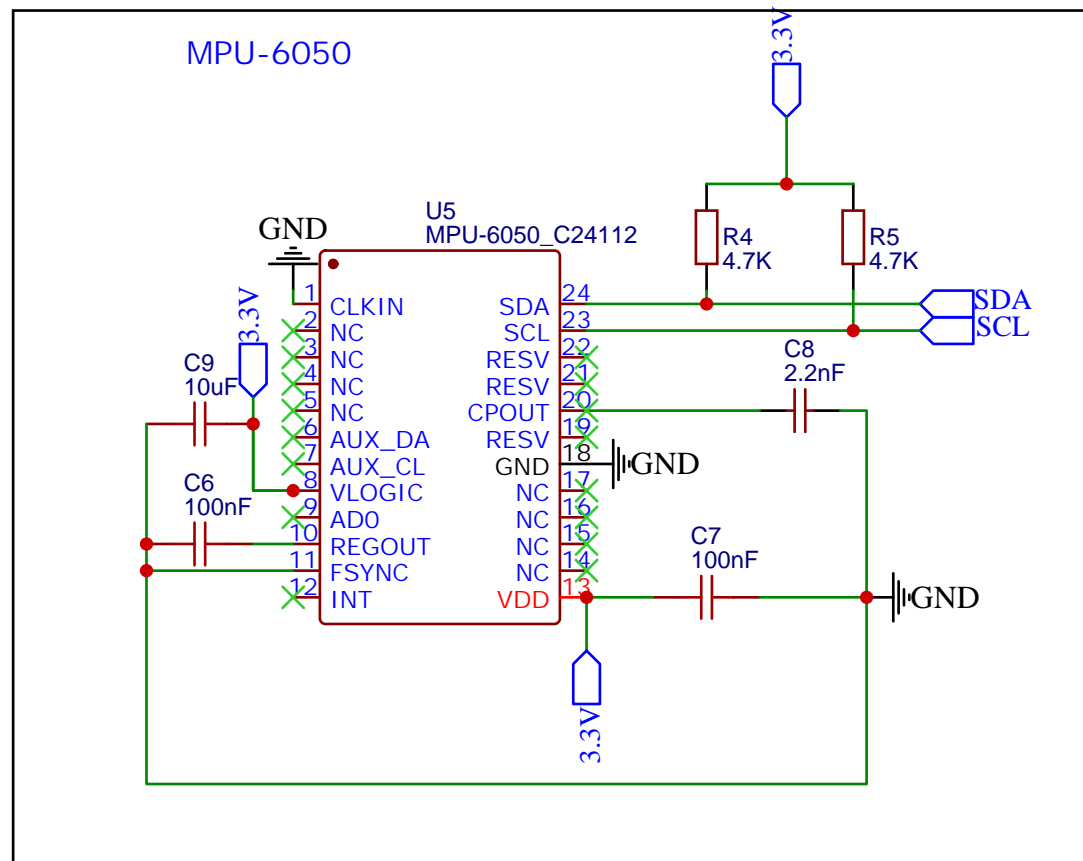 MPU-6050
3.3V
U5
MPU-6050_C24112
R4
4.7K
R5
4.7K
GND
3.3V
1 CLKIN
2 NC
3 NC
4 NC
5 NC
6 AUX_DA
7 AUX_CL
8 VLOGIC
9 AD0
10 REGOUT
11 FSYNC
12 INT
SDA 24
SCL 23
RESV 22
RESV 21
CPOUT 20
RESV 19
GND 18
NC 17
NC 16
NC 15
NC 14
VDD 13
SDA
SCL
C9
10uF
C6
100nF
C8
2.2nF
GND
C7
100nF
GND
3.3V